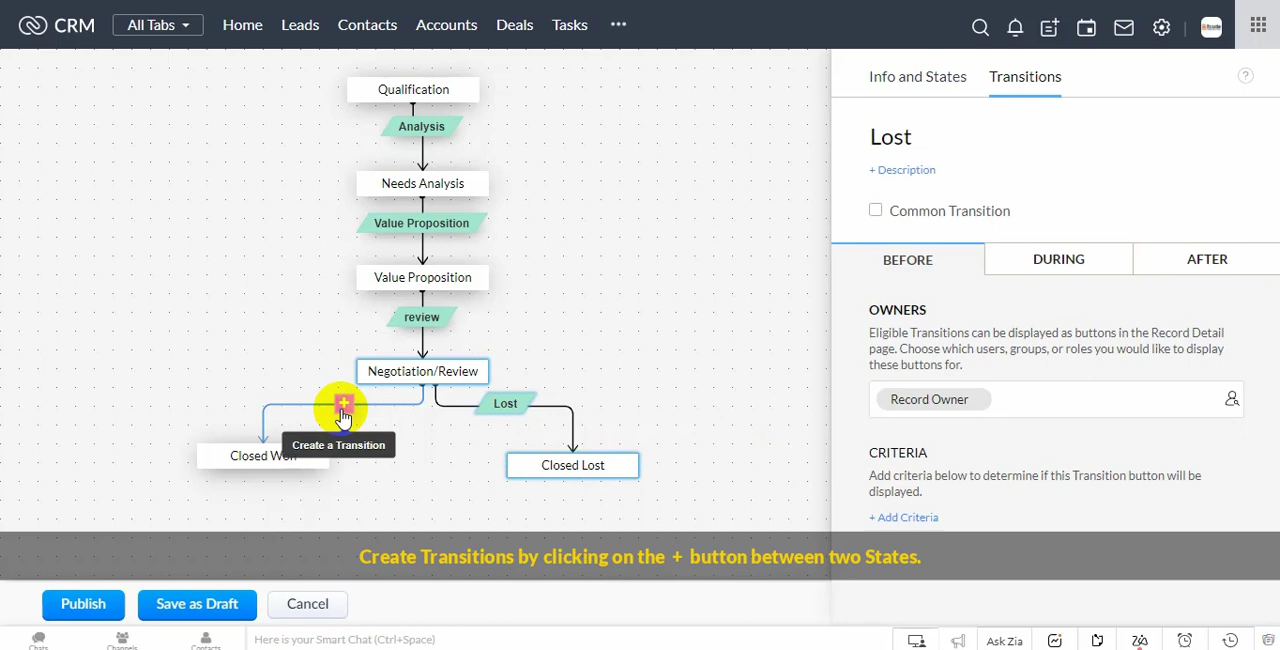 CRM
All Tabs
Home
Leads
Contacts
Accounts
Deals
Tasks
Info and States
Transitions
?
Qualification
Analysis
Needs Analysis
Value Proposition
Value Proposition
review
Negotiation/Review
+
Lost
Create a Transition
Closed Won
Closed Lost
Lost
+ Description
Common Transition
BEFORE
DURING
AFTER
OWNERS
Eligible Transitions can be displayed as buttons in the Record Detail
page. Choose which users, groups, or roles you would like to display
these buttons for.
Record Owner
CRITERIA
Add criteria below to determine if this Transition button will be
displayed.
+ Add Criteria
Create Transitions by clicking on the + button between two States.
Publish
Save as Draft
Cancel
Chats
Channels
Contacts
Here is your Smart Chat (Ctrl+Space)
Ask Zia